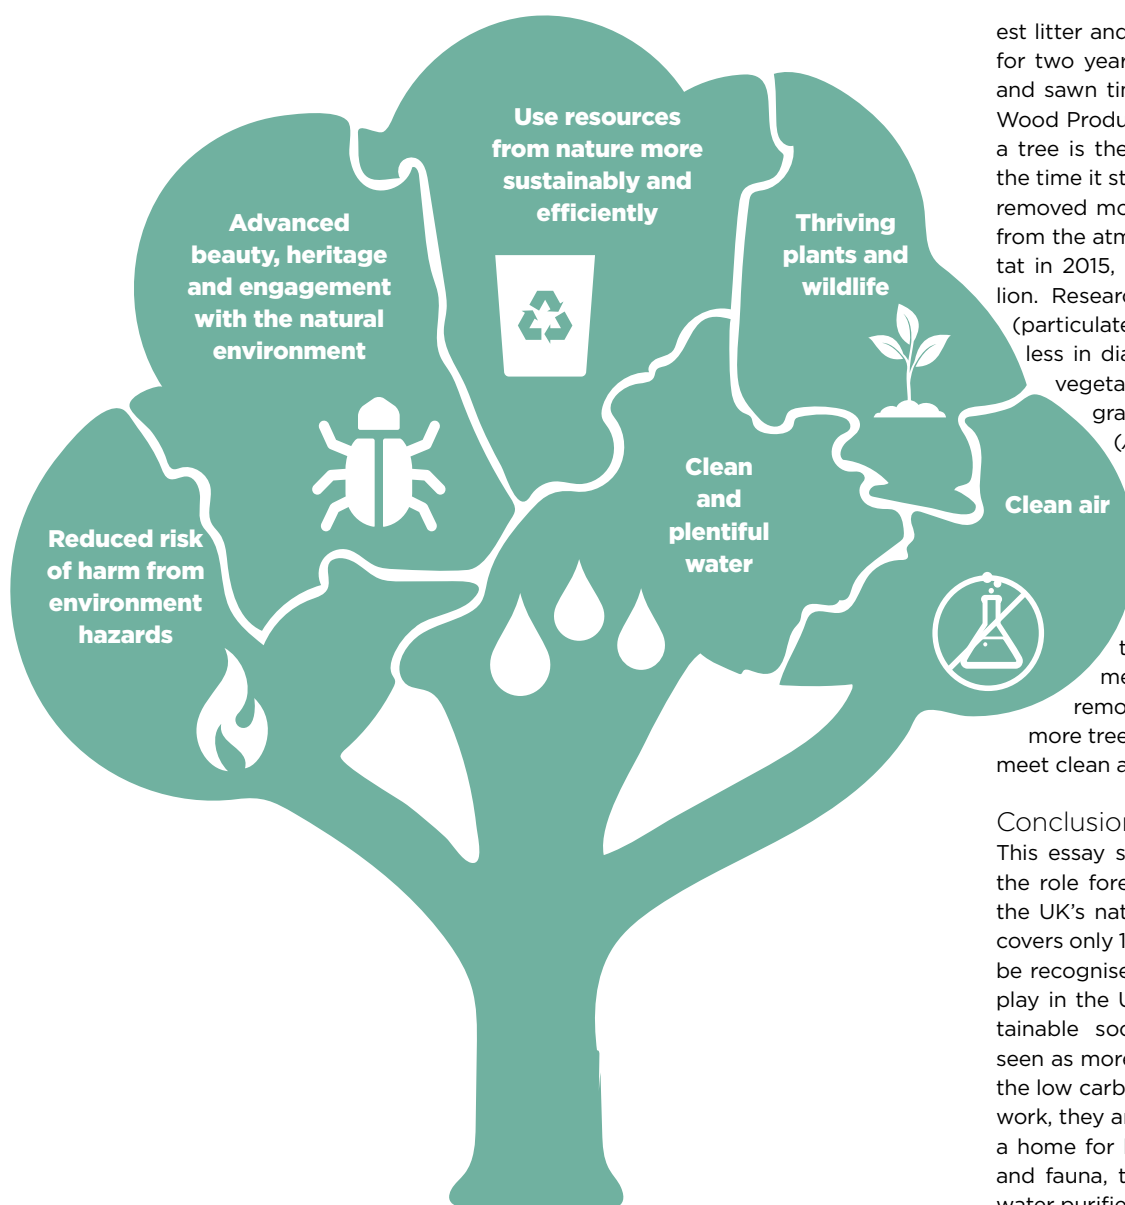 Reduced risk
of harm from
environment
hazards
Advanced
beauty, heritage
and engagement
with the natural
environment
Use resources
from nature more
sustainably and
efficiently
Thriving
plants and
wildlife
Clean
and
plentiful
water
Clean air
est litter and
for two year
and sawn tin
Wood Produ
a tree is the
the time it st
removed mo
from the atm
tat in 2015,
lion. Researc
(particulate
less in dia
vegeta
gra
t
me
remo
more tree
meet clean a
Conclusion
This essay s
the role fore
the UK's nat
covers only 1
be recognise
play in the U
tainable soc
seen as more
the low carb
work, they ar
a home for
and fauna, t
water purifie